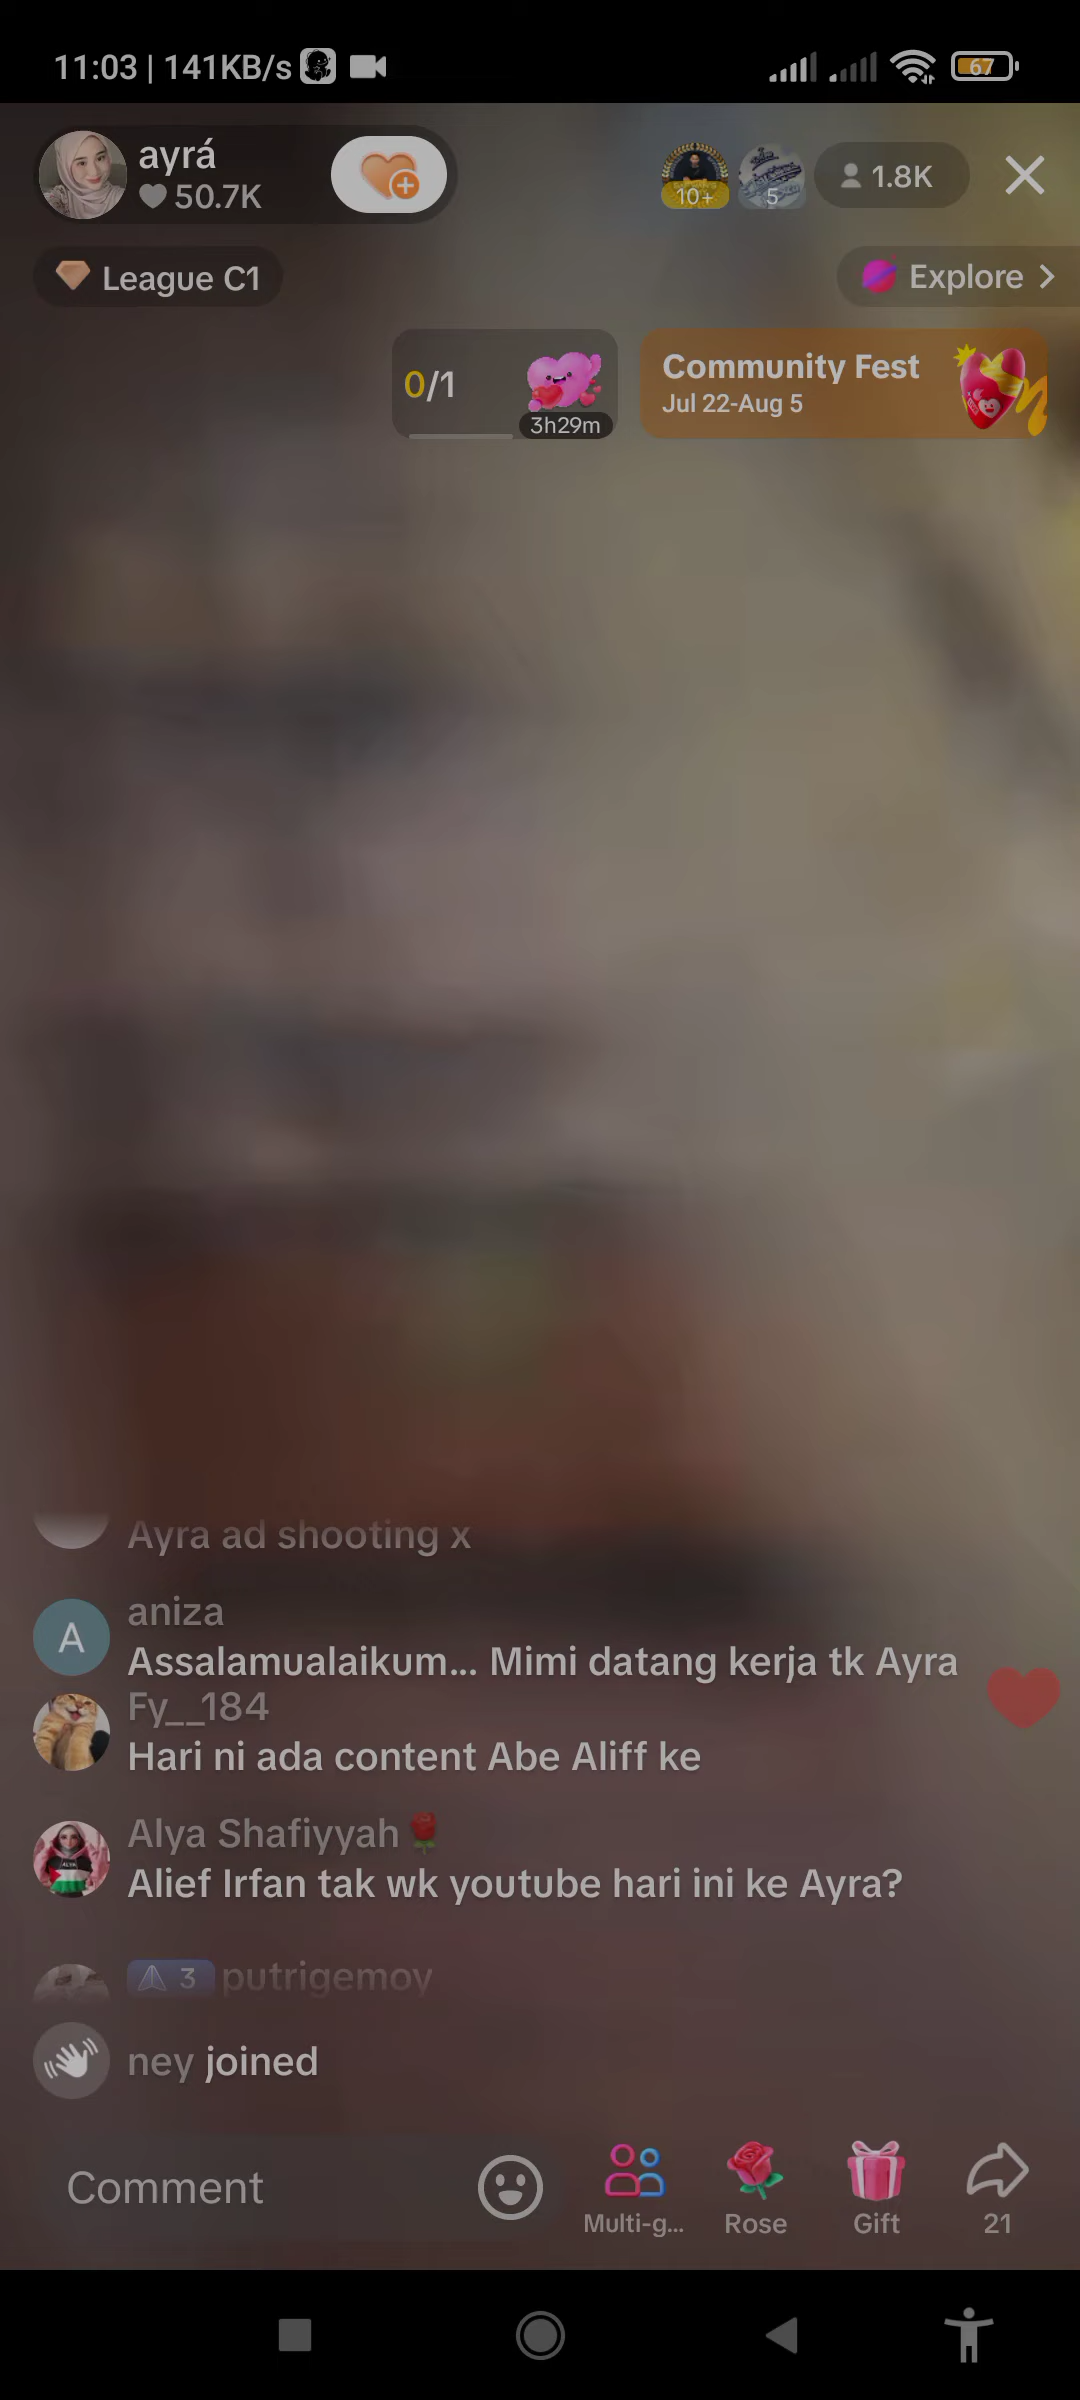 11:03 | 141KB/s
67
ayrá
50.7K
10+
5
1.8K
League C1
Explore
0/1
3h29m
Community Fest
Jul 22-Aug 5
Ayra ad shooting x
aniza
A
Assalamualaikum... Mimi datang kerja tk Ayra
Fy__184
Hari ni ada content Abe Aliff ke
Alya Shafiyyah
Alief Irfan tak wk youtube hari ini ke Ayra?
3 putrigemoy
ney joined
Comment
Multi-g...
Rose
Gift
21